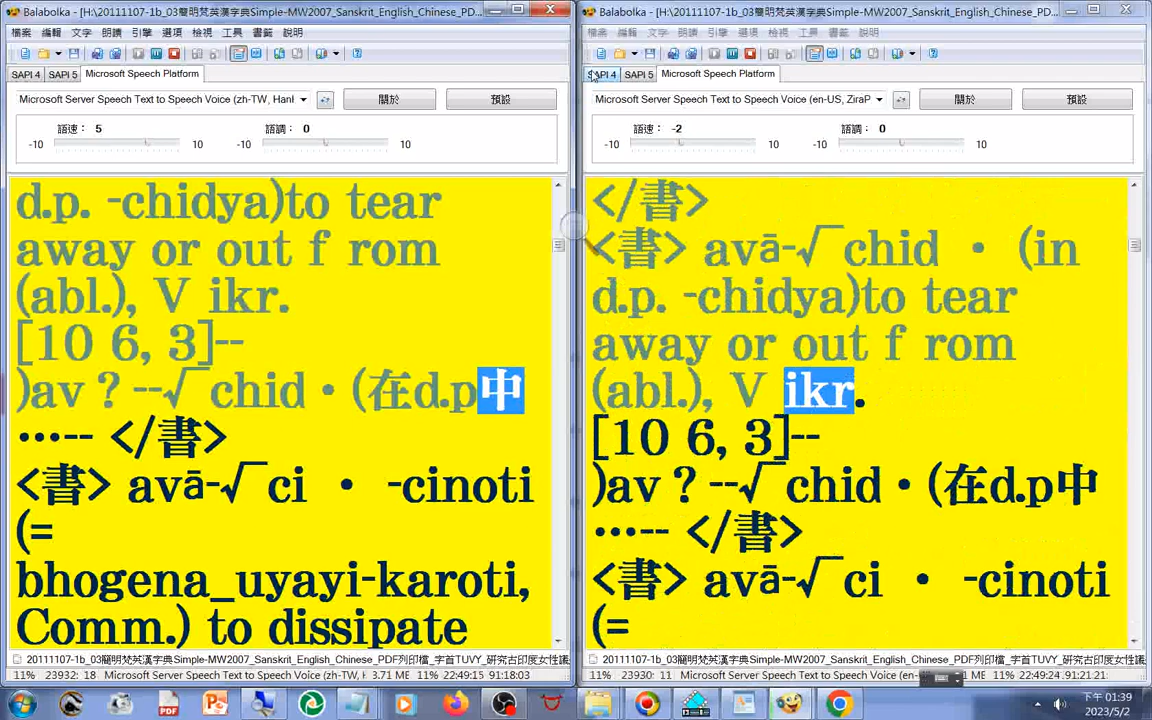 Balabolka - [H:\20111107-1b_03簡明梵英漢字典Simple-MW2007_Sanskrit_English_Chinese_PD...
檔案 編輯 文字 朗讀 引擎 選項 檢視 工具 書籤 說明
SAPI 4 SAPI 5 Microsoft Speech Platform
Microsoft Server Speech Text to Speech Voice (zh-TW, Hanl
關於 預設
語速： 5 語調： 0
-10 10 -10 10
d.p. -chidya)to tear
away or out f rom
(abl.), V ikr.
[10 6, 3]--
)av ? --√ chid •(在d.p中
…-- </書>
<書> avā-√ ci • -cinoti
(=
bhogena_uyayi-karoti,
Comm.) to dissipate
20111107-1b_03簡明梵英漢字典Simple-MW2007_Sanskrit_English_Chinese_PDF列印檔_字首TUVY_研究古印度女性議
11% 23932: 18 Microsoft Server Speech Text to Speech Voice (zh-TW, H 3.71 ME 11% 22:49:15 91:18:03
Balabolka - [H:\20111107-1b_03簡明梵英漢字典Simple-MW2007_Sanskrit_English_Chinese_PD...
檔案 編輯 文字 朗讀 引擎 選項 檢視 工具 書籤 說明
SAPI 4 SAPI 5 Microsoft Speech Platform
Microsoft Server Speech Text to Speech Voice (en-US, ZiraP
關於 預設
語速： -2 語調： 0
-10 10 -10 10
</書>
<書> avā-√ chid • (in
d.p. -chidya)to tear
away or out f rom
(abl.), V ikr.
[10 6, 3]--
)av ? --√ chid •(在d.p中
…-- </書>
<書> avā-√ ci • -cinoti
(=
20111107-1b_03簡明梵英漢字典Simple-MW2007_Sanskrit_English_Chinese_PDF列印檔_字首TUVY_研究古印度女性議
11% 23930: 11 Microsoft Server Speech Text to Speech Voice (en-US 3.71 ME 11% 22:49:24 91:21:21
下午 01:39
2023/5/2